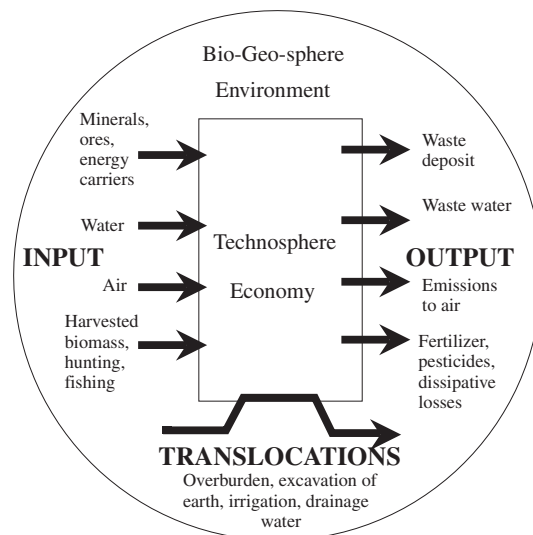 Bio-Geo-sphere
Environment
Minerals,
ores,
energy
carriers
Water
INPUT
Air
Harvested
biomass,
hunting,
fishing
Technosphere
Economy
Waste
deposit
Waste water
OUTPUT
Emissions
to air
Fertilizer,
pesticides,
dissipative
losses
TRANSLOCATIONS
Overburden, excavation of
earth, irrigation, drainage
water